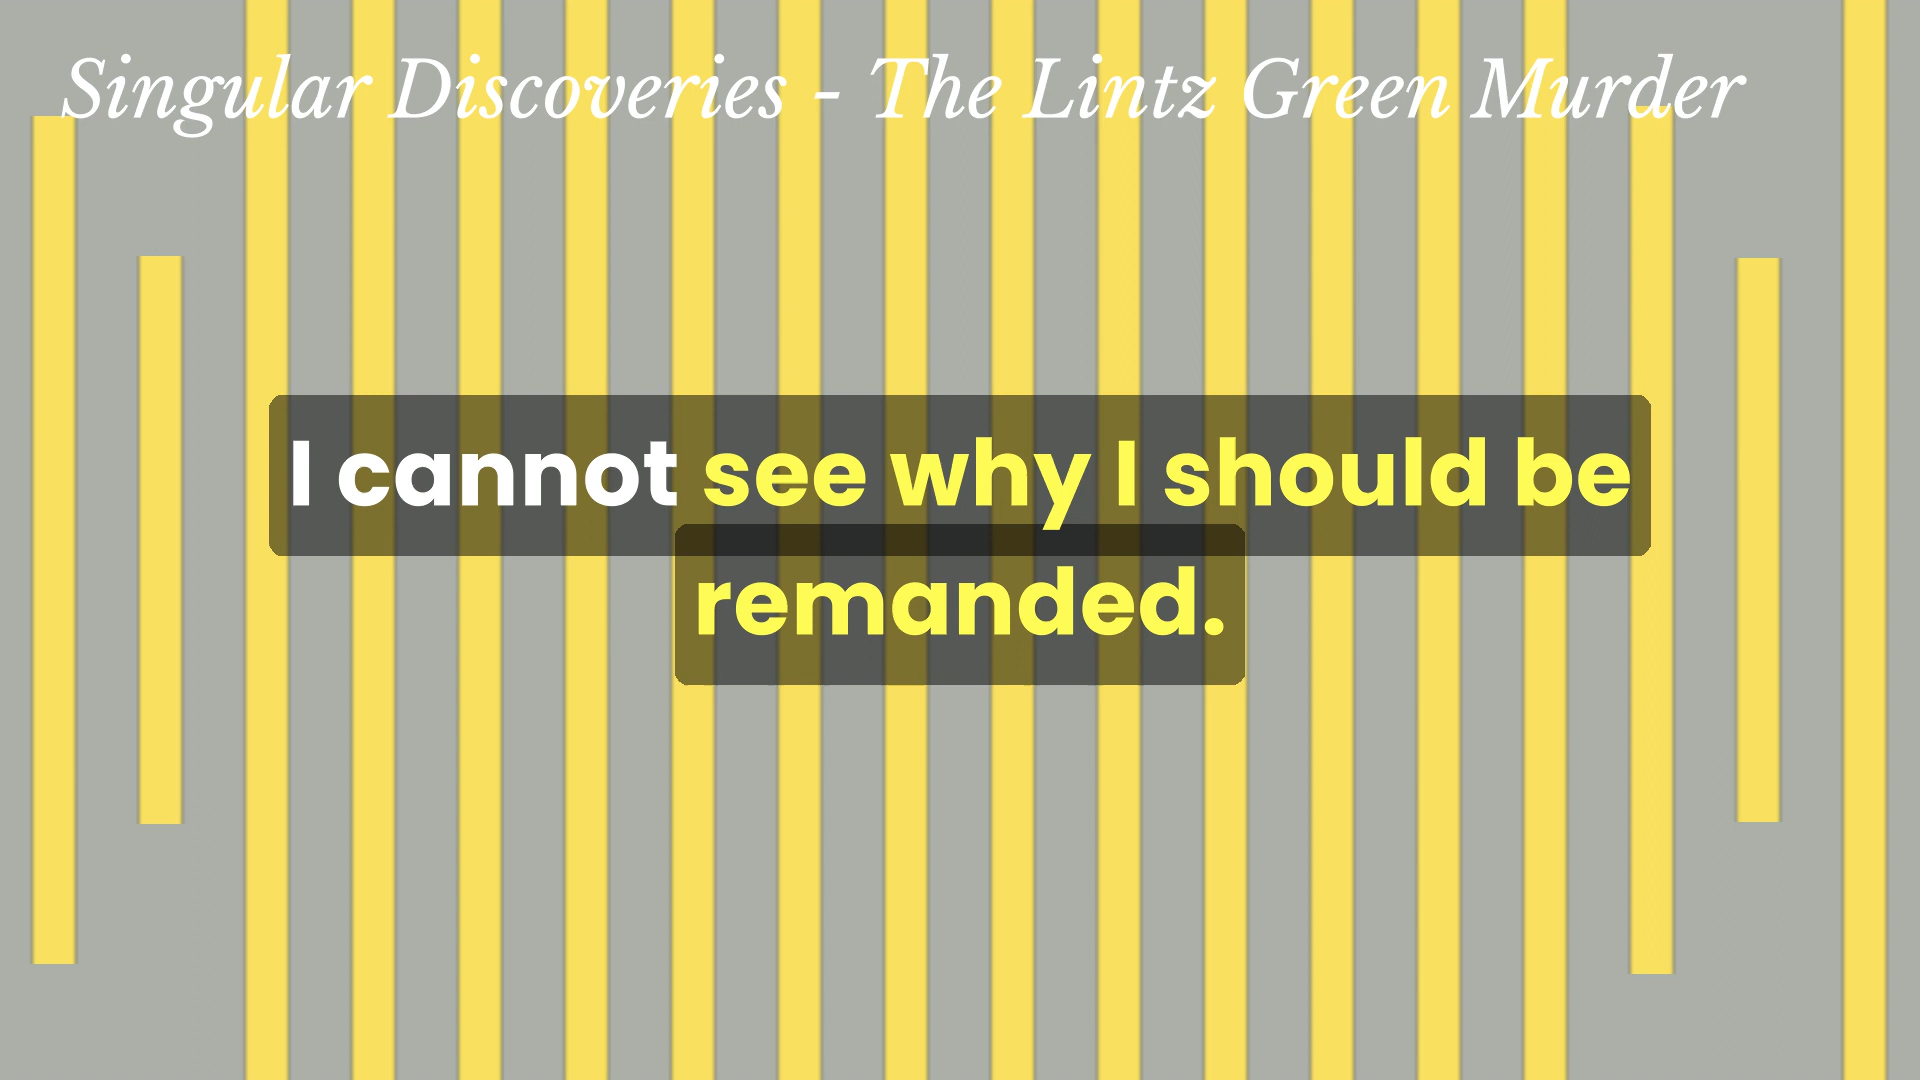 Singular Discoveries - The Lintz Green Murder
I cannot see why I should be
remanded.